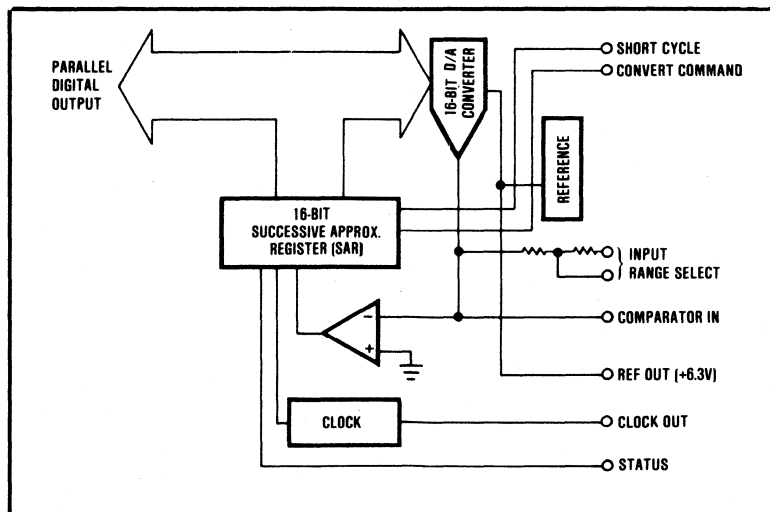 PARALLEL
DIGITAL
OUTPUT
16-BIT D/A
CONVERTER
SHORT CYCLE
CONVERT COMMAND
REFERENCE
16-BIT
SUCCESSIVE APPROX.
REGISTER (SAR)
INPUT
RANGE SELECT
−
+
COMPARATOR IN
REF OUT (+6.3V)
CLOCK
CLOCK OUT
STATUS